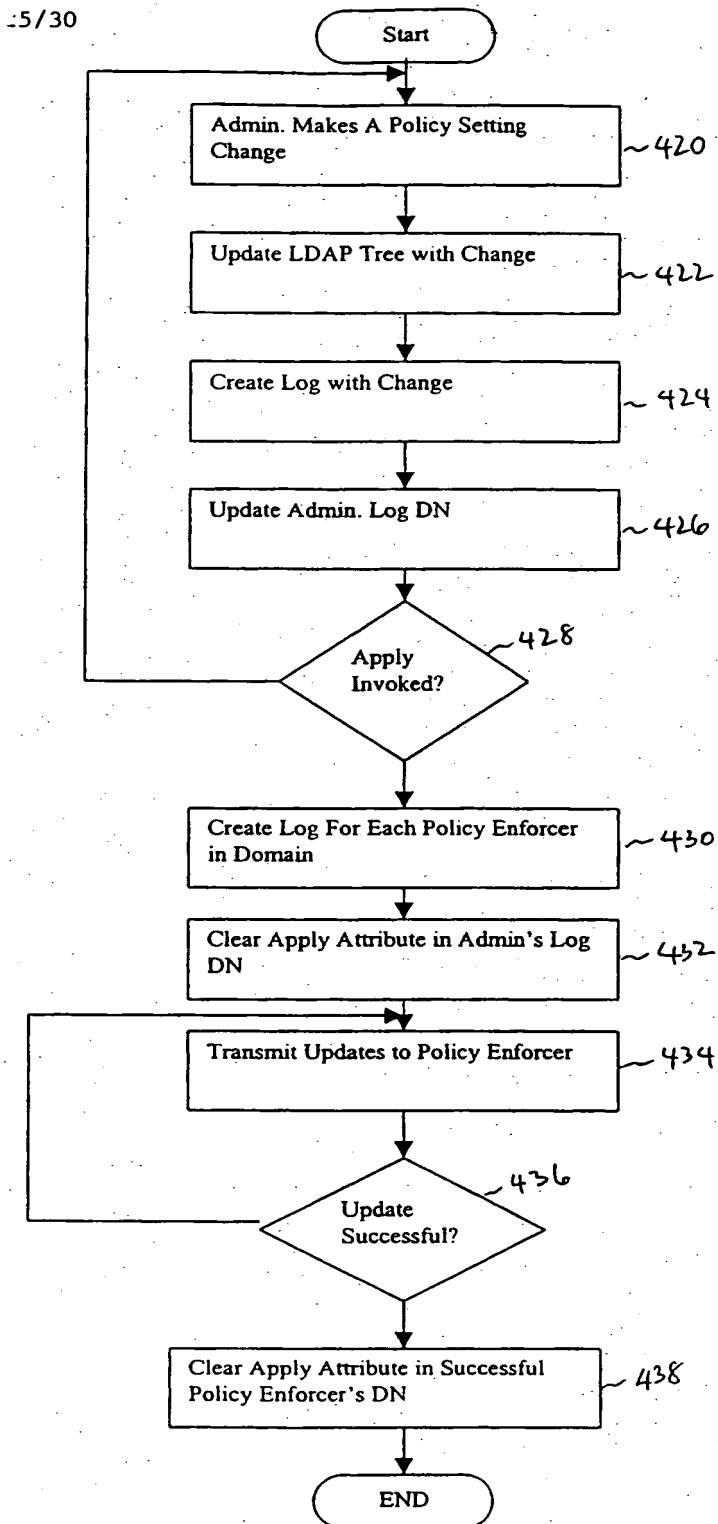 :5/30
Start
Admin. Makes A Policy Setting
Change
~420
Update LDAP Tree with Change
~422
Create Log with Change
~424
Update Admin. Log DN
~426
~428
Apply
Invoked?
Create Log For Each Policy Enforcer
in Domain
~430
Clear Apply Attribute in Admin's Log
DN
~432
Transmit Updates to Policy Enforcer
~434
~436
Update
Successful?
Clear Apply Attribute in Successful
Policy Enforcer's DN
~438
END